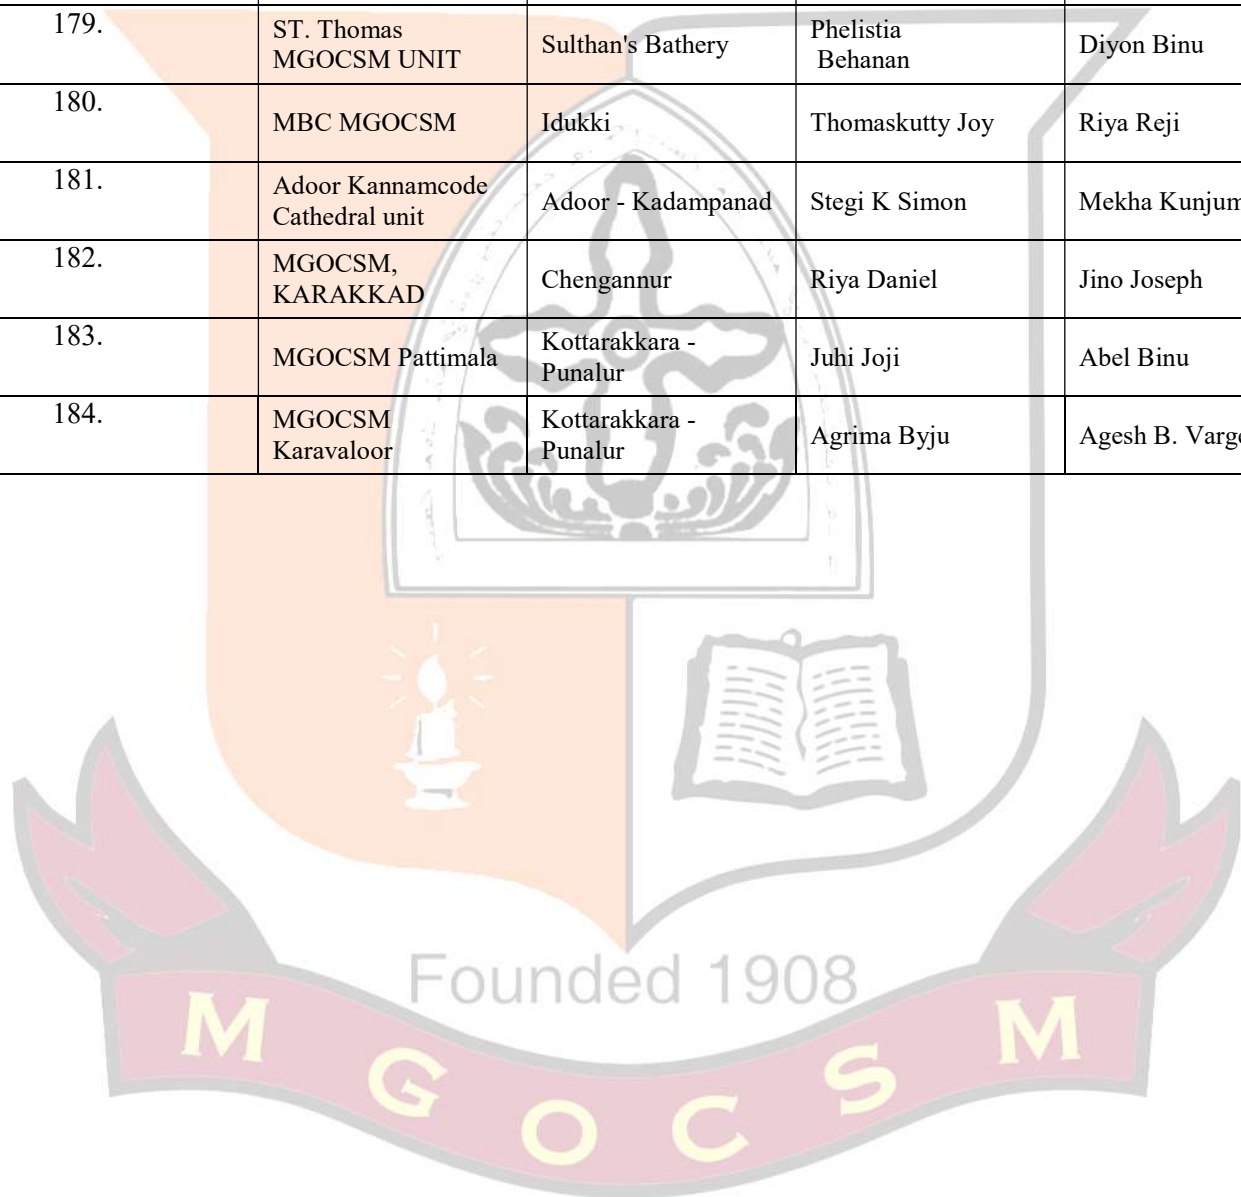 179.
ST. Thomas
MGOCSM UNIT
Sulthan's Bathery
Phelistia
Behanan
Diyon Binu
180.
MBC MGOCSM
Idukki
Thomaskutty Joy
Riya Reji
181.
Adoor Kannamcode
Cathedral unit
Adoor - Kadampanad
Stegi K Simon
Mekha
182.
MGOCSM,
KARAKKAD
Chengannur
Riya Daniel
Jino Joseph
183.
MGOCSM Pattimala
Kottarakkara -
Punalur
Juhi Joji
Abel Binu
184.
MGOCSM
Karavaloor
Kottarakkara -
Punalur
Agrima Byju
Agesh B.
Founded 1908
M G O C S M